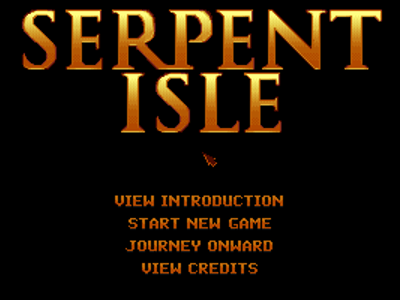 SERPENT
ISLE
VIEW INTRODUCTION
START NEW GAME
JOURNEY ONWARD
VIEW CREDITS